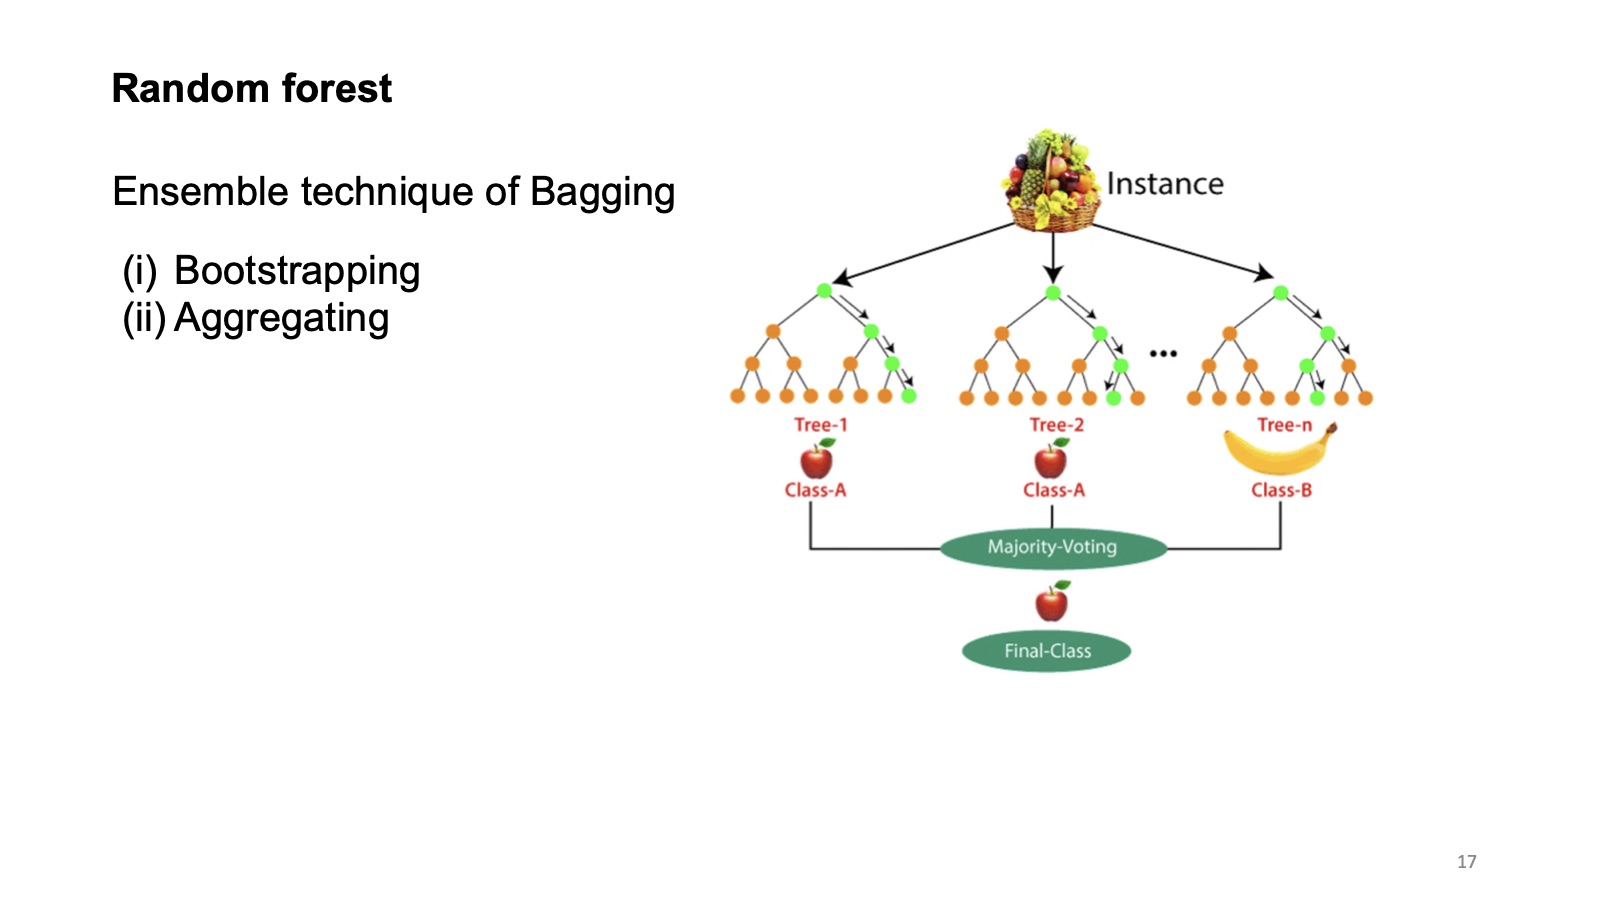 Random forest
Ensemble technique of Bagging
(i) Bootstrapping
(ii) Aggregating
Instance
Tree-1
Tree-2
Tree-n
Class-A
Class-A
Class-B
Majority-Voting
Final-Class
17